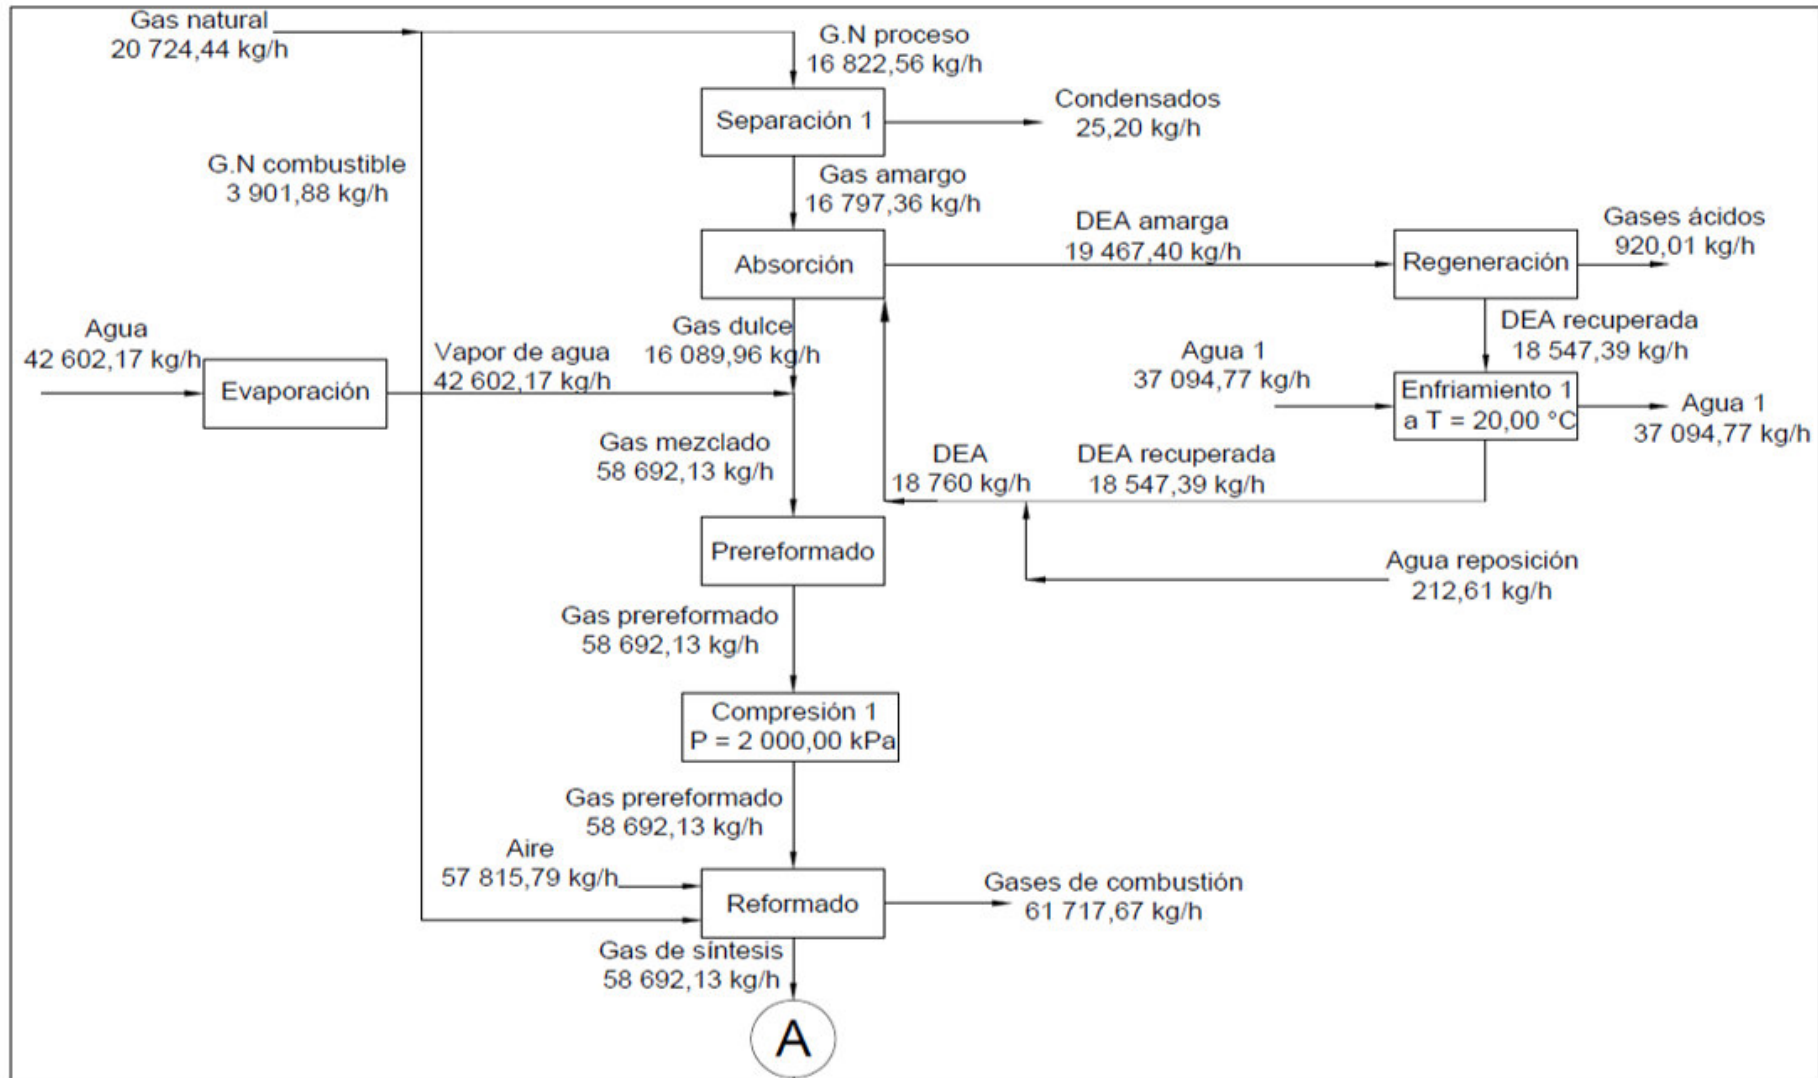 Gas natural
20 724,44 kg/h
G.N proceso
16 822,56 kg/h
Separación 1
Condensados
25,20 kg/h
G.N combustible
3 901,88 kg/h
Gas amargo
16 797,36 kg/h
Absorción
DEA amarga
19 467,40 kg/h
Regeneración
Gases ácidos
920,01 kg/h
Agua
42 602,17 kg/h
Evaporación
Vapor de agua
42 602,17 kg/h
Gas dulce
16 089,96 kg/h
DEA recuperada
18 547,39 kg/h
Agua 1
37 094,77 kg/h
Enfriamiento 1
a T = 20,00 °C
Agua 1
37 094,77 kg/h
Gas mezclado
58 692,13 kg/h
DEA
18 760 kg/h
DEA recuperada
18 547,39 kg/h
Prereformado
Agua reposición
212,61 kg/h
Gas prereformado
58 692,13 kg/h
Compresión 1
P = 2 000,00 kPa
Gas prereformado
58 692,13 kg/h
Aire
57 815,79 kg/h
Reformado
Gases de combustión
61 717,67 kg/h
Gas de síntesis
58 692,13 kg/h
A